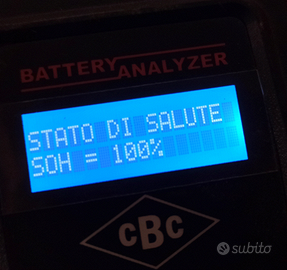 BATTERY ANALYZER
STATO DI SALUTE
SOH = 100%
CBC
subito